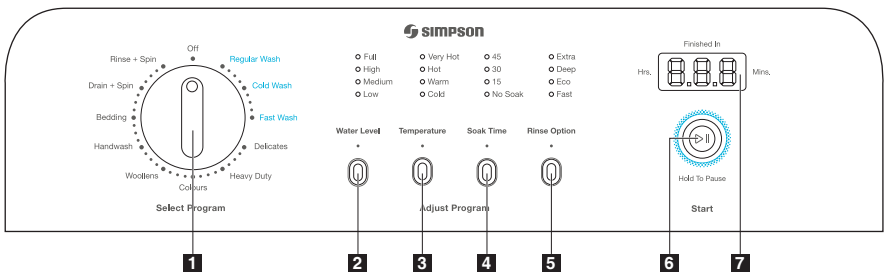 SIMPSON
Off
Rinse + Spin
Regular Wash
Drain + Spin
Cold Wash
Bedding
Fast Wash
Handwash
Delicates
Woollens
Heavy Duty
Colours
Select Program
Full
High
Medium
Low
Very Hot
Hot
Warm
Cold
45
30
15
No Soak
Extra
Deep
Eco
Fast
Water Level
Temperature
Soak Time
Rinse Option
Adjust Program
Finished In
Hrs. 8.8.8 Mins.
Hold To Pause
Start
1 2 3 4 5 6 7